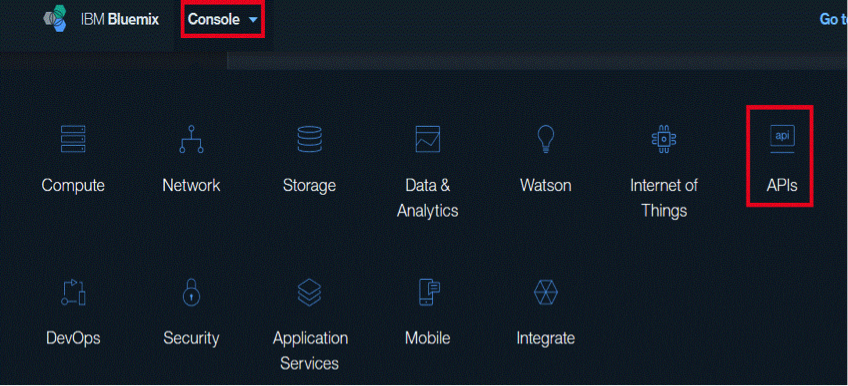 IBM Bluemix Console Go to
api
Compute Network Storage Data & Watson Internet of APIs
Analytics Things
DevOps Security Application Mobile Integrate
Services